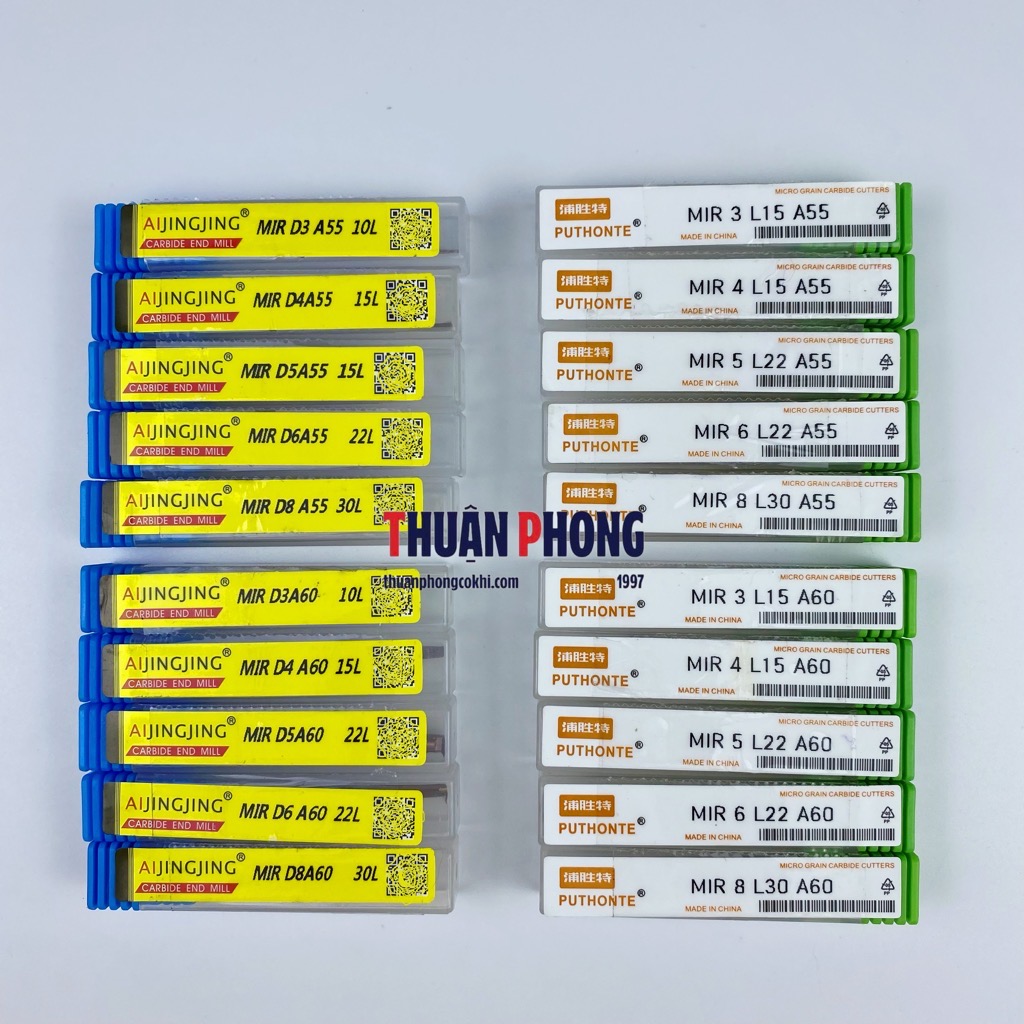 AIJINGJING®
CARBIDE END MILL
MIR D3 A55 10L
AIJINGJING®
CARBIDE END MILL
MIR D4A55 15L
AIJINGJING®
CARBIDE END MILL
MIR D5A55 15L
AIJINGJING®
CARBIDE END MILL
MIR D6A55 22L
AIJINGJING®
CARBIDE END MILL
MIR D8 A55 30L
AIJINGJING®
CARBIDE END MILL
MIR D3A60 10L
AIJINGJING®
CARBIDE END MILL
MIR D4 A60 15L
AIJINGJING®
CARBIDE END MILL
MIR D5A60 22L
AIJINGJING®
CARBIDE END MILL
MIR D6 A60 22L
AIJINGJING®
CARBIDE END MILL
MIR D8A60 30L
THUẬN PHONG
thuanphongcokhi.com 1997
MICRO GRAIN CARBIDE CUTTERS
浦胜特
PUTHONTE®
MIR 3 L15 A55
MADE IN CHINA
PP
MICRO GRAIN CARBIDE CUTTERS
浦胜特
PUTHONTE®
MIR 4 L15 A55
MADE IN CHINA
PP
MICRO GRAIN CARBIDE CUTTERS
浦胜特
PUTHONTE®
MIR 5 L22 A55
MADE IN CHINA
PP
MICRO GRAIN CARBIDE CUTTERS
浦胜特
PUTHONTE®
MIR 6 L22 A55
MADE IN CHINA
PP
MICRO GRAIN CARBIDE CUTTERS
浦胜特
PUTHONTE®
MIR 8 L30 A55
MADE IN CHINA
PP
MICRO GRAIN CARBIDE CUTTERS
浦胜特
PUTHONTE®
MIR 3 L15 A60
MADE IN CHINA
PP
MICRO GRAIN CARBIDE CUTTERS
浦胜特
PUTHONTE®
MIR 4 L15 A60
MADE IN CHINA
PP
MICRO GRAIN CARBIDE CUTTERS
浦胜特
PUTHONTE®
MIR 5 L22 A60
MADE IN CHINA
PP
MICRO GRAIN CARBIDE CUTTERS
浦胜特
PUTHONTE®
MIR 6 L22 A60
MADE IN CHINA
PP
MICRO GRAIN CARBIDE CUTTERS
浦胜特
PUTHONTE®
MIR 8 L30 A60
MADE IN CHINA
PP